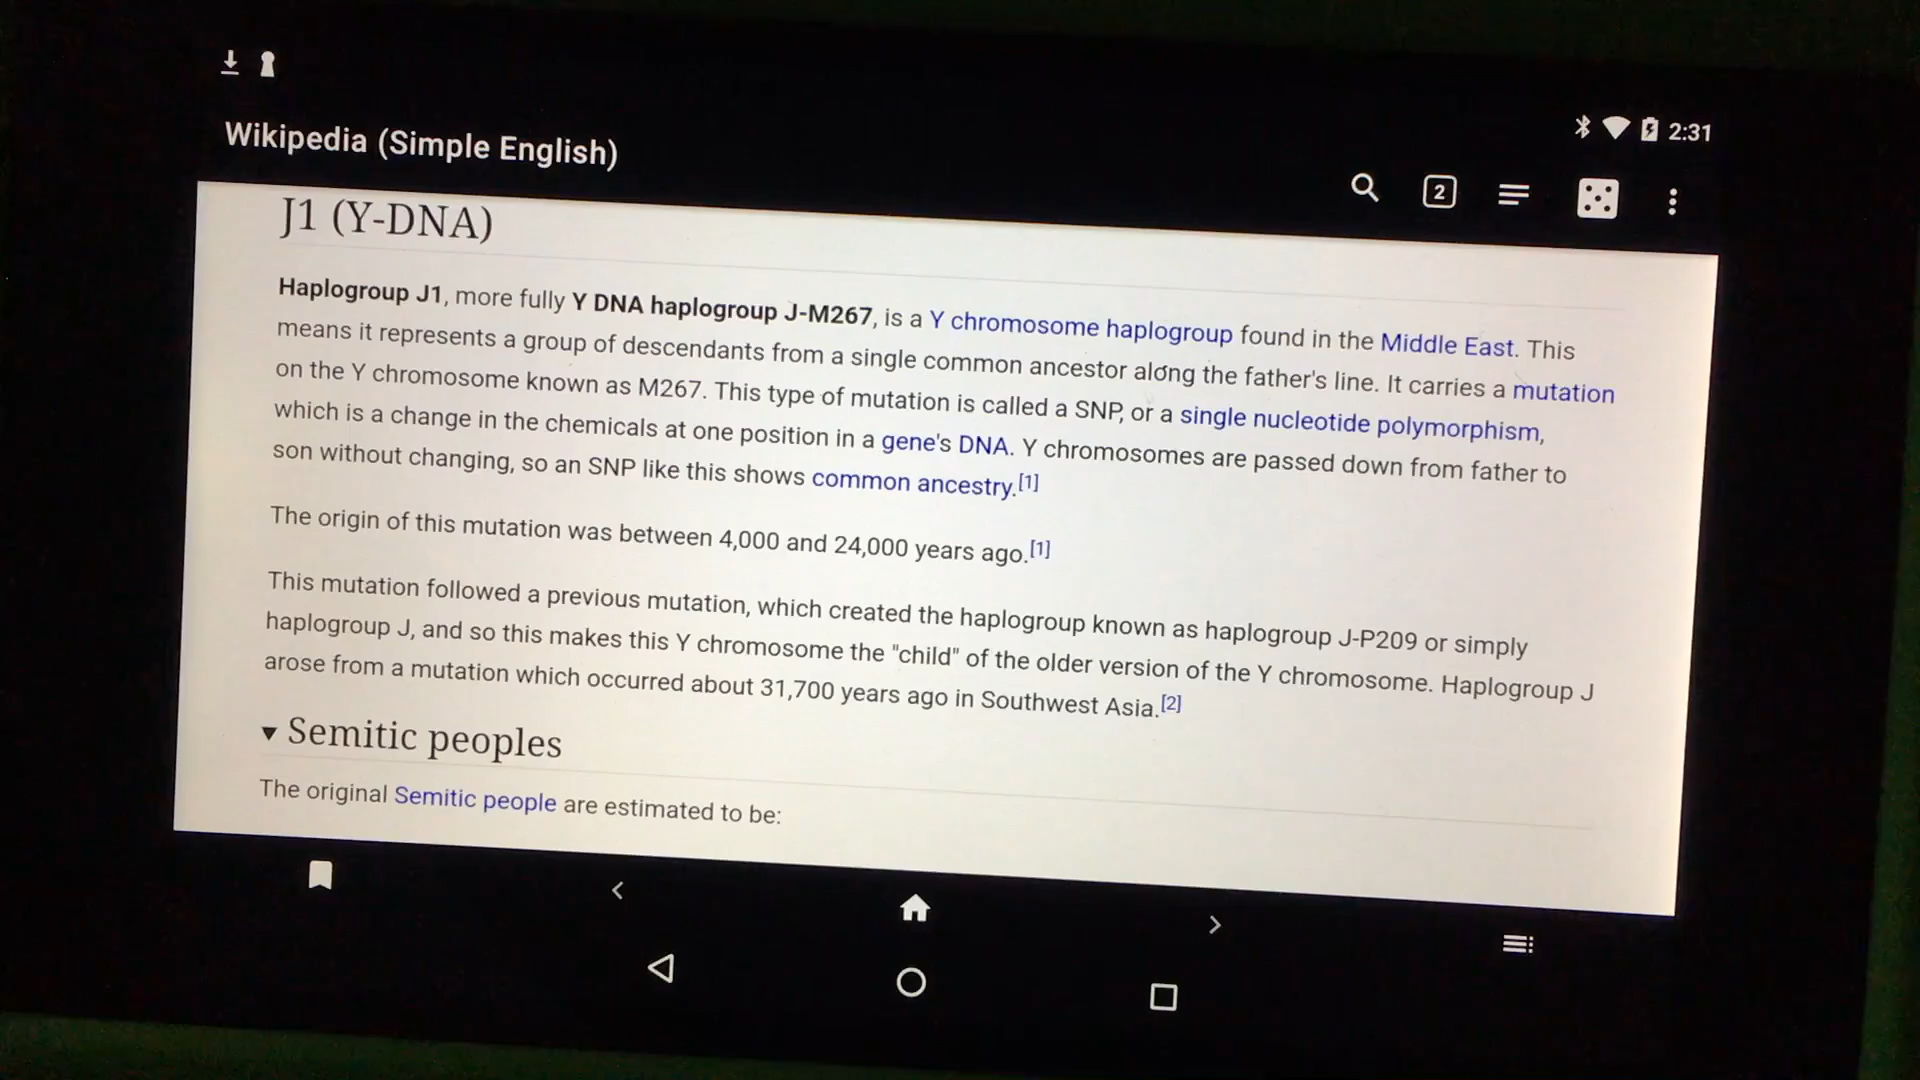 2:31
Wikipedia (Simple English)
2
J1 (Y-DNA)
Haplogroup J1, more fully Y DNA haplogroup J-M267, is a Y chromosome haplogroup found in the Middle East. This
means it represents a group of descendants from a single common ancestor along the father's line. It carries a mutation
on the Y chromosome known as M267. This type of mutation is called a SNP, or a single nucleotide polymorphism,
which is a change in the chemicals at one position in a gene's DNA. Y chromosomes are passed down from father to
son without changing, so an SNP like this shows common ancestry.[1]
The origin of this mutation was between 4,000 and 24,000 years ago.[1]
This mutation followed a previous mutation, which created the haplogroup known as haplogroup J-P209 or simply
haplogroup J, and so this makes this Y chromosome the "child" of the older version of the Y chromosome. Haplogroup J
arose from a mutation which occurred about 31,700 years ago in Southwest Asia.[2]
Semitic peoples
The original Semitic people are estimated to be: